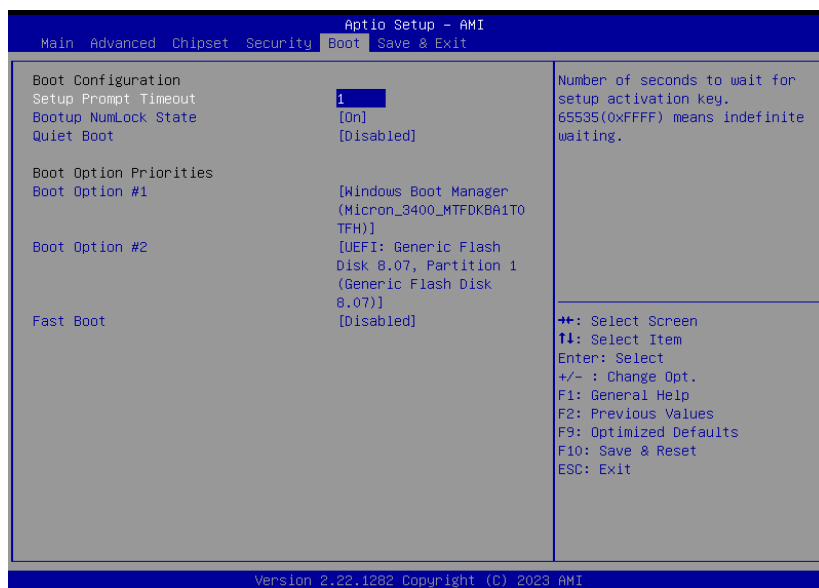 Aptio Setup – AMI
Main Advanced Chipset Security Boot Save & Exit
Boot Configuration
Setup Prompt Timeout 1
Bootup NumLock State [On]
Quiet Boot [Disabled]
Boot Option Priorities
Boot Option #1 [Windows Boot Manager
(Micron_3400_MTFDKBA1T0
TFH)]
Boot Option #2 [UEFI: Generic Flash
Disk 8.07, Partition 1
(Generic Flash Disk
8.07)]
Fast Boot [Disabled]
Number of seconds to wait for
setup activation key.
65535(0xFFFF) means indefinite
waiting.
→←: Select Screen
↑↓: Select Item
Enter: Select
+/- : Change Opt.
F1: General Help
F2: Previous Values
F9: Optimized Defaults
F10: Save & Reset
ESC: Exit
Version 2.22.1282 Copyright (C) 2023 AMI